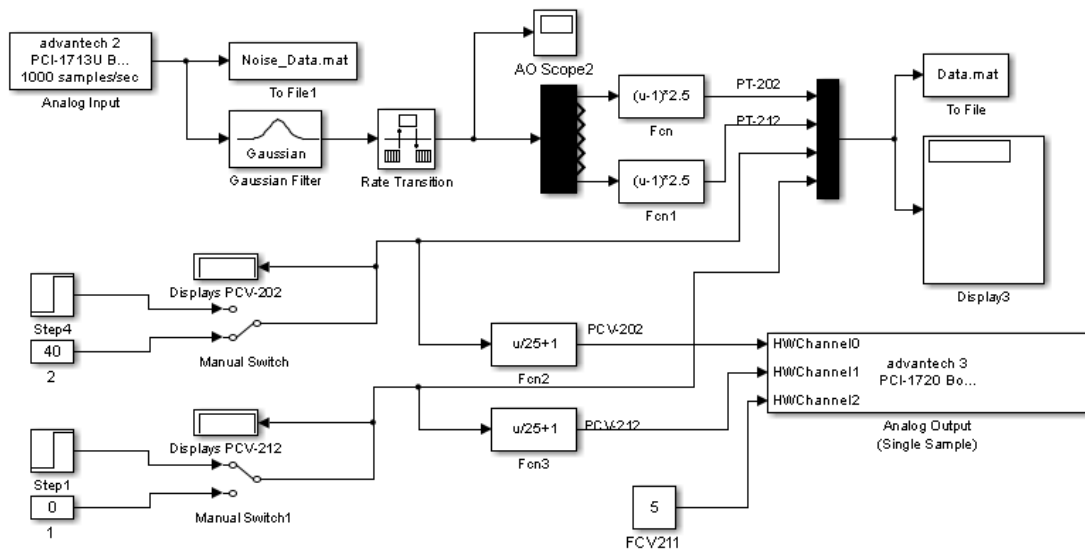 advantech 2
PCI-1713U B...
1000 samples/sec
Analog Input
Noise_Data.mat
To File1
Gaussian
Gaussian Filter
Rate Transition
AO Scope2
(u-1)*2.5
Fcn
PT-202
(u-1)*2.5
Fcn1
PT-212
Data.mat
To File
Display3
Displays PCV-202
Step4
40
2
Manual Switch
u/25+1
Fcn2
PCV-202
HWChannel0
HWChannel1
HWChannel2
advantech 3
PCI-1720 Bo...
Analog Output
(Single Sample)
Displays PCV-212
Step1
0
1
Manual Switch1
u/25+1
Fcn3
PCV-212
5
FCV211